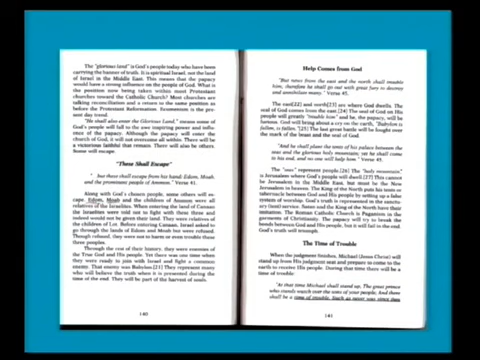 The "glorious land" is God's people today who have been
carrying the banner of truth. It is spiritual Israel, not the land
of Israel in the Middle East. This means that the papacy
would have a strong influence on the people of God. What is
the position now being taken within most Protestant
churches toward the Catholic Church? Most churches are
talking reconciliation and a return to the same position as
before the Protestant Reformation. Ecumenism is the pre-
sent day trend.
"He shall also enter the Glorious Land," means some of
God's people will fall to the awe inspiring power and influ-
ence of the papacy. Although the papacy will enter the
church of God, it will not overcome all within. There will be
a victorious faithful that remain. There will also be others.
Some will escape.
"These Shall Escape"
"...but these shall escape from his hand: Edom, Moab,
and the prominent people of Ammon." Verse 41.
Along with God's chosen people, some others will es-
cape. Edom, Moab and the children of Ammon were all
relatives of the Israelites. When entering the land of Canaan
the Israelites were told not to fight with these three and
indeed would not be given their land. They were relatives of
the children of Lot. Before entering Canaan, Israel asked to
go through the lands of Edom and Moab but were refused.
Though refused, they were not to harm or even trouble these
three peoples.
Through the rest of their history, they were enemies of
the True God and His people. Yet there was one time when
they were ready to join with Israel and fight a common
enemy. That enemy was Babylon.[21] They represent many
who will believe the truth when it is presented during the
time of the end. They will be part of the harvest of souls.
140
Help Comes from God
"But news from the east and the north shall trouble
him; therefore he shall go out with great fury to destroy
and annihilate many." Verse 45.
The east[22] and north[23] are where God dwells. The
seal of God comes from the east.[24] The seal of God on His
people will greatly "trouble him" and he, the papacy, will be
furious. God will bring about a cry on the earth, "Babylon is
fallen, is fallen."[25] The last great battle will be fought over
the mark of the beast and the seal of God.
"And he shall plant the tents of his palace between the
seas and the glorious holy mountain; yet he shall come
to his end, and no one will help him." Verse 45.
The "seas" represent people.[26] The "holy mountain"
is Jerusalem where God's people will dwell.[27] This cannot
be Jerusalem in the Middle East, but must be the New
Jerusalem in heaven. The King of the North puts his tents or
tabernacle between God and His people by setting up a false
system of worship. God's truth is represented in the sanctu-
ary (tent) service. Satan and the King of the North have their
imitation. The Roman Catholic Church is Paganism in the
garments of Christianity. The papacy will try to break the
bonds between God and His people, but it will fail in the end.
God's truth will triumph.
The Time of Trouble
When the judgment finishes, Michael (Jesus Christ) will
stand up from His judgment seat and prepare to come to the
earth to receive His people. During that time there will be a
time of trouble:
"At that time Michael shall stand up, The great prince
who stands watch over the sons of your people; And there
shall be a time of trouble, Such as never was since there
141